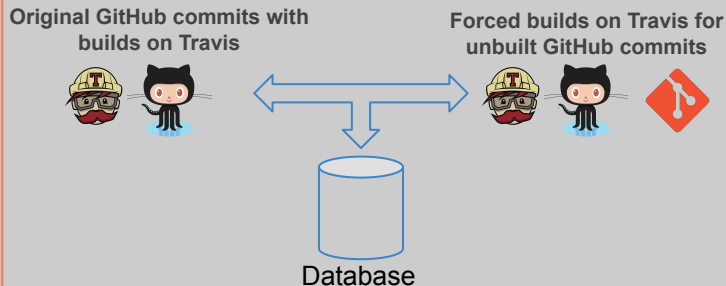 Original GitHub commits with
builds on Travis
Forced builds on Travis for
unbuilt GitHub commits
T
T
Database